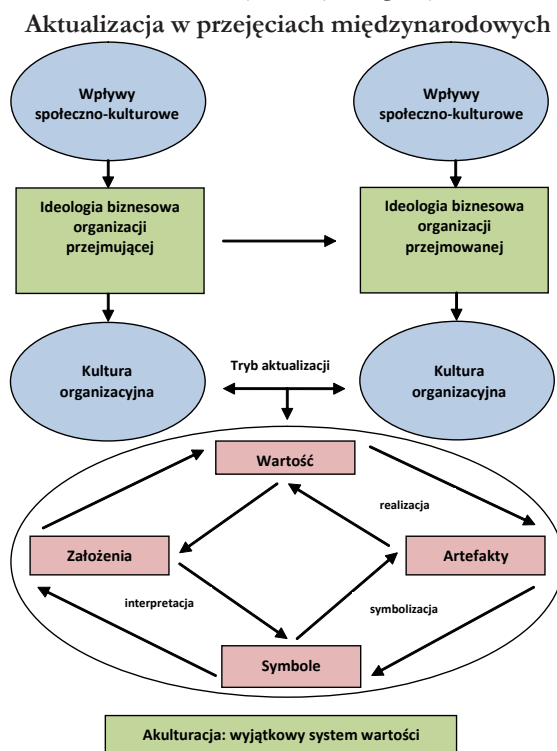 Aktualizacja w przejęciach międzynarodowych
Wpływy
społeczno-kulturowe
Wpływy
społeczno-kulturowe
Ideologia biznesowa
organizacji
przejmującej
Ideologia biznesowa
organizacji
przejmowanej
Kultura
organizacyjna
Tryb aktualizacji
Kultura
organizacyjna
Wartość
realizacja
Założenia
Artefakty
interpretacja
symbolizacja
Symbole
Akulturacja: wyjątkowy system wartości